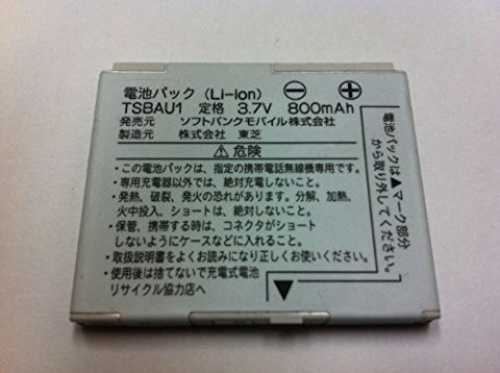 電池パック（Li-ion） ⊖ ⊕
TSBAU1 定格 3.7V 800mAh
発売元 ソフトバンクモバイル株式会社
製造元 株式会社 東芝
⚠危険
・この電池パックは、指定の携帯電話無線機専用です。
・専用充電器以外では、絶対充電しないこと。
・発熱、破裂、発火の恐れがあります。分解、加熱、
火中投入、ショートは絶対しないこと。
・保管、携帯する時は、コネクタがショート
しないようにケースなどに入れること。
・取扱説明書をよくお読みになり正しくお使い下さい。
・使用後は捨てないで充電式電池
リサイクル協力店へ
電池パックは▲マーク部分
から取り外してください。